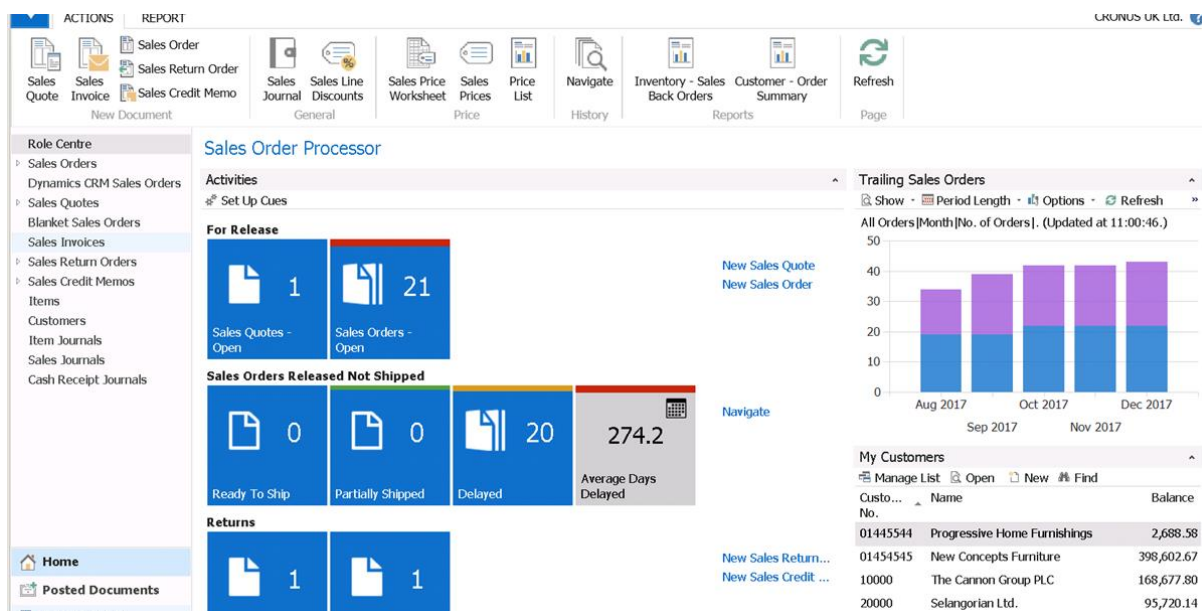 ACTIONS REPORT CRONUS UK Ltd.
Sales Quote
Sales Invoice
Sales Order
Sales Return Order
Sales Credit Memo
New Document
Sales Journal
Sales Line Discounts
General
Sales Price Worksheet
Sales Prices
Price List
Price
Navigate
History
Inventory - Sales Back Orders
Customer - Order Summary
Reports
Refresh
Page
Role Centre
Sales Orders
Dynamics CRM Sales Orders
Sales Quotes
Blanket Sales Orders
Sales Invoices
Sales Return Orders
Sales Credit Memos
Items
Customers
Item Journals
Sales Journals
Cash Receipt Journals
Home
Posted Documents
Sales Order Processor
Activities
Set Up Cues
For Release
1
Sales Quotes -
Open
21
Sales Orders -
Open
New Sales Quote
New Sales Order
Sales Orders Released Not Shipped
0
Ready To Ship
0
Partially Shipped
20
Delayed
274.2
Average Days
Delayed
Navigate
Returns
1
1
New Sales Return...
New Sales Credit ...
Trailing Sales Orders
Show Period Length Options Refresh »
All Orders|Month|No. of Orders|. (Updated at 11:00:46.)
50
40
30
20
10
0
Aug 2017 Oct 2017 Dec 2017
Sep 2017 Nov 2017
My Customers
Manage List Open New Find
Custo... Name Balance
No.
01445544 Progressive Home Furnishings 2,688.58
01454545 New Concepts Furniture 398,602.67
10000 The Cannon Group PLC 168,677.80
20000 Selangorian Ltd. 95,720.14